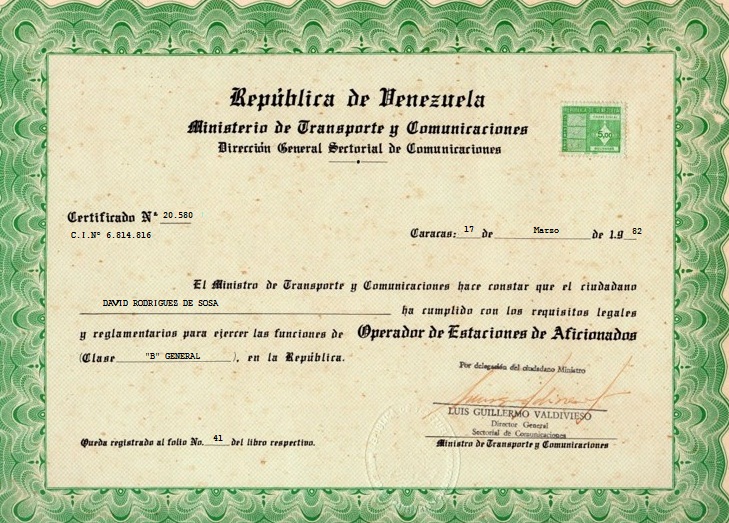 República de Venezuela
Ministerio de Transporte y Comunicaciones
Dirección General Sectorial de Comunicaciones
5,00
Certificado Nº 20.580
C.I.Nº 6.814.816
Caracas: 17 de Marzo de 1.9 82
El Ministro de Transporte y Comunicaciones hace constar que el ciudadano
DAVID RODRIGUEZ DE SOSA ha cumplido con los requisitos legales
y reglamentarios para ejercer las funciones de Operador de Estaciones de Aficionados
(Clase "B" GENERAL ), en la República.
Por delegación del ciudadano Ministro
LUIS GUILLERMO VALDIVIESO
Director General
Sectorial de Comunicaciones
Ministro de Transporte y Comunicaciones
Queda registrado al folio No. 41 del libro respectivo.